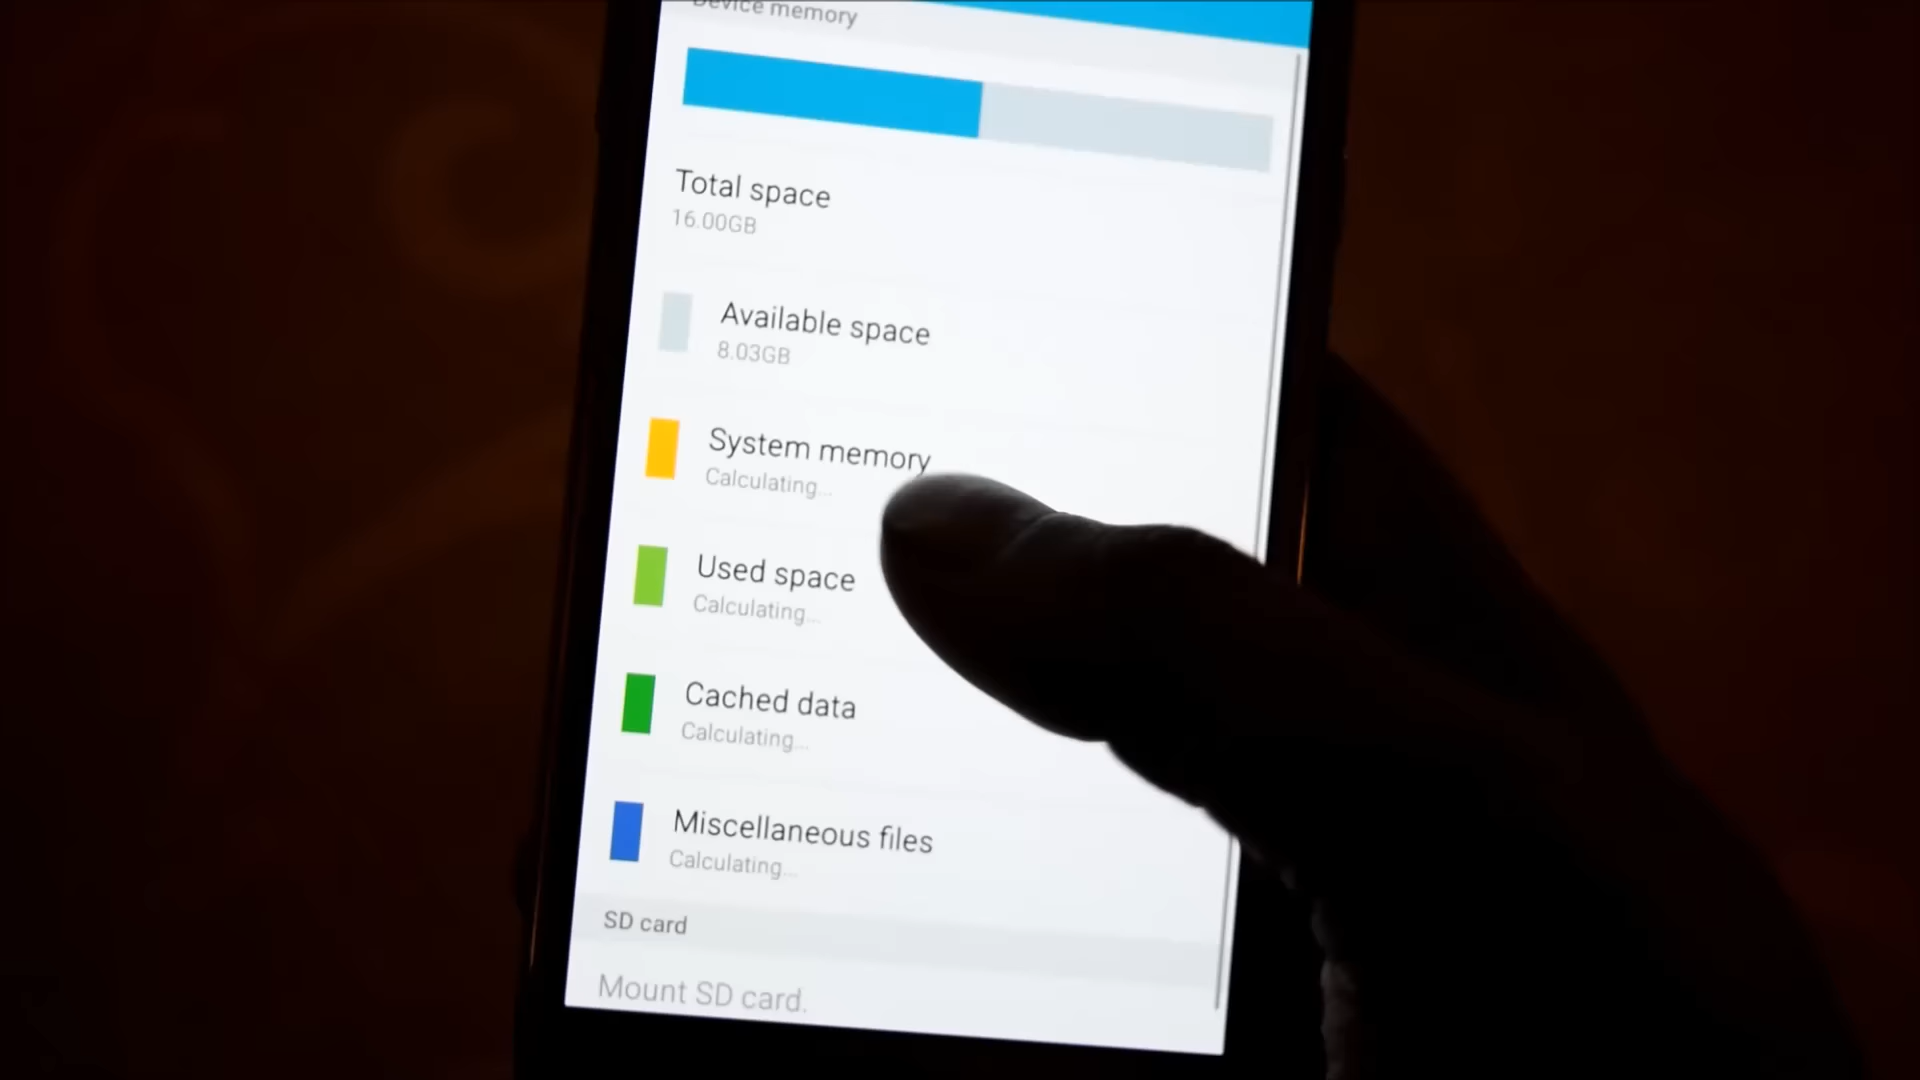 Device memory
Total space
16.00GB
Available space
8.03GB
System memory
Calculating...
Used space
Calculating...
Cached data
Calculating...
Miscellaneous files
Calculating...
SD card
Mount SD card.